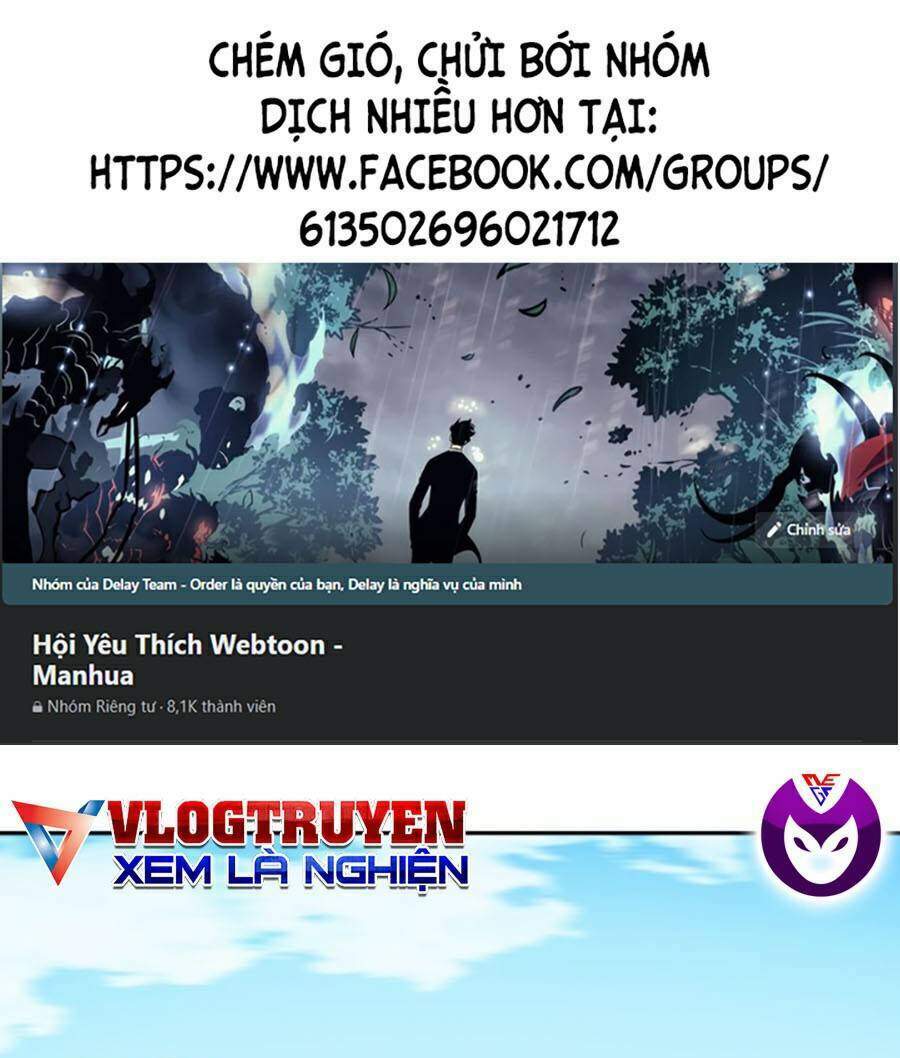 CHÉM GIÓ, CHỬI BỚI NHÓM
DỊCH NHIỀU HƠN TẠI:
HTTPS://WWW.FACEBOOK.COM/GROUPS/
613502696021712
Chỉnh sửa
Nhóm của Delay Team - Order là quyền của bạn, Delay là nghĩa vụ của mình
Hội Yêu Thích Webtoon -
Manhua
Nhóm Riêng tư · 8,1K thành viên
VLOGTRUYEN
XEM LÀ NGHIỆN